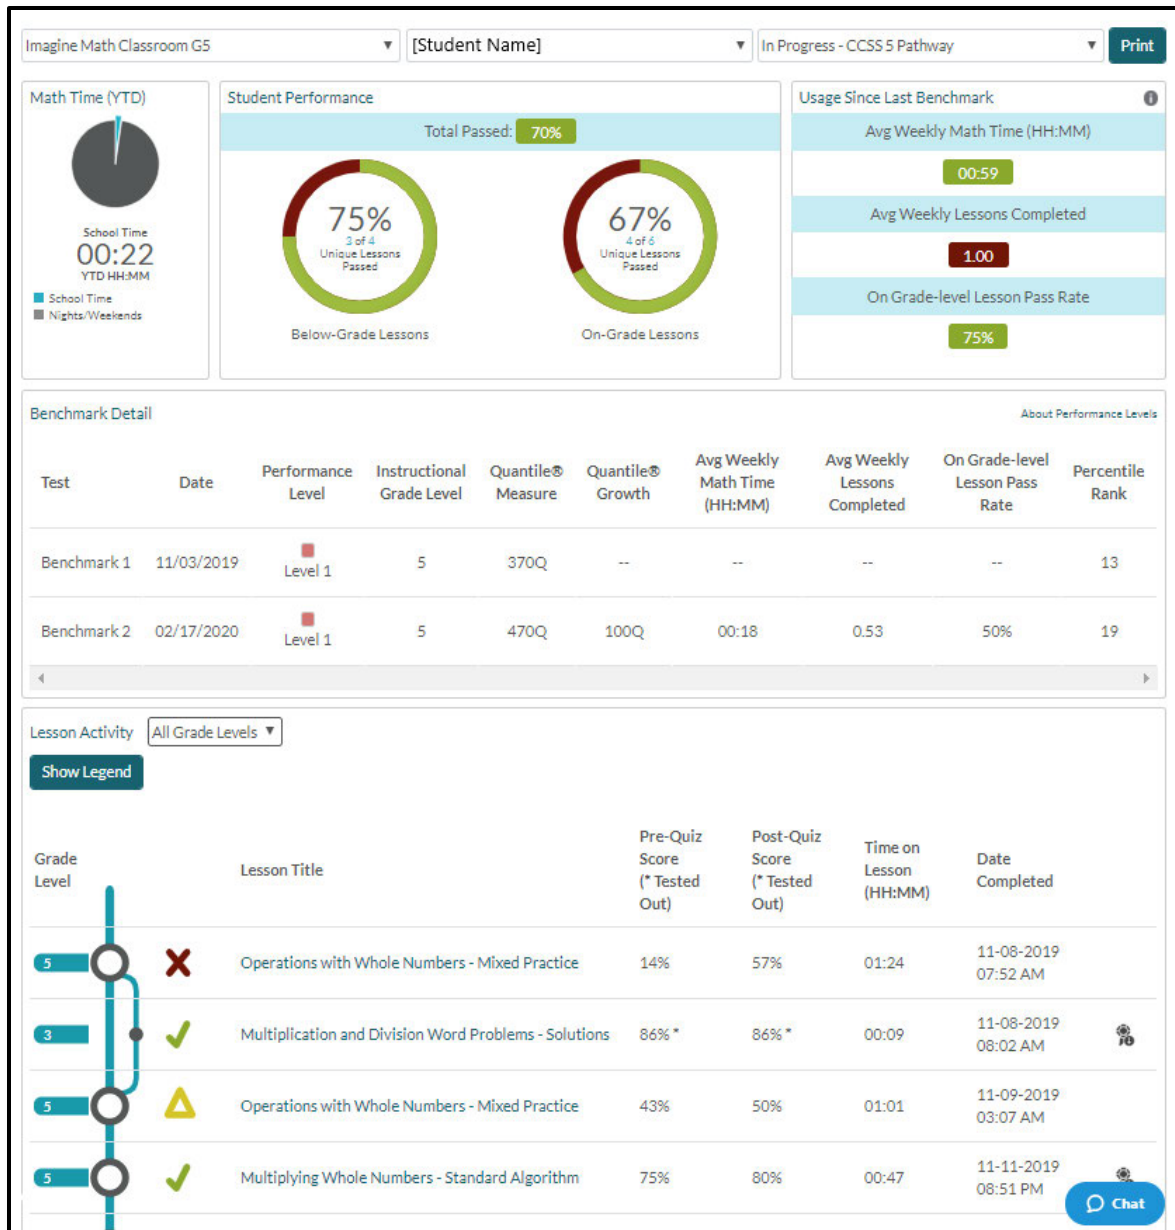 Imagine Math Classroom G5
[Student Name]
In Progress - CCSS 5 Pathway
Print
Math Time (YTD)
School Time
00:22
YTD HH:MM
School Time
Nights/Weekends
Student Performance
Total Passed: 70%
75%
3 of 4
Unique Lessons
Passed
Below-Grade Lessons
67%
4 of 6
Unique Lessons
Passed
On-Grade Lessons
Usage Since Last Benchmark
Avg Weekly Math Time (HH:MM)
00:59
Avg Weekly Lessons Completed
1.00
On Grade-level Lesson Pass Rate
75%
Benchmark Detail
About Performance Levels
Test Date Performance Level Instructional Grade Level Quantile® Measure Quantile® Growth Avg Weekly Math Time (HH:MM) Avg Weekly Lessons Completed On Grade-level Lesson Pass Rate Percentile Rank
Benchmark 1 11/03/2019 Level 1 5 370Q -- -- -- -- 13
Benchmark 2 02/17/2020 Level 1 5 470Q 100Q 00:18 0.53 50% 19
Lesson Activity All Grade Levels
Show Legend
Grade Level Lesson Title Pre-Quiz Score (* Tested Out) Post-Quiz Score (* Tested Out) Time on Lesson (HH:MM) Date Completed
5 Operations with Whole Numbers - Mixed Practice 14% 57% 01:24 11-08-2019 07:52 AM
3 Multiplication and Division Word Problems - Solutions 86% * 86% * 00:09 11-08-2019 08:02 AM
5 Operations with Whole Numbers - Mixed Practice 43% 50% 01:01 11-09-2019 03:07 AM
5 Multiplying Whole Numbers - Standard Algorithm 75% 80% 00:47 11-11-2019 08:51 PM
Chat